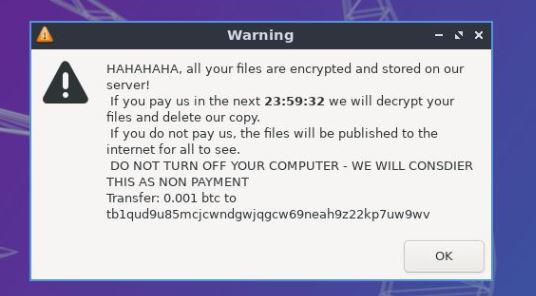 Warning
HAHAHAHA, all your files are encrypted and stored on our
server!
If you pay us in the next 23:59:32 we will decrypt your
files and delete our copy.
If you do not pay us, the files will be published to the
internet for all to see.
DO NOT TURN OFF YOUR COMPUTER - WE WILL CONSDIER
THIS AS NON PAYMENT
Transfer: 0.001 btc to
tb1qud9u85mcjcwndgwjqgcw69neah9z22kp7uw9wv
OK